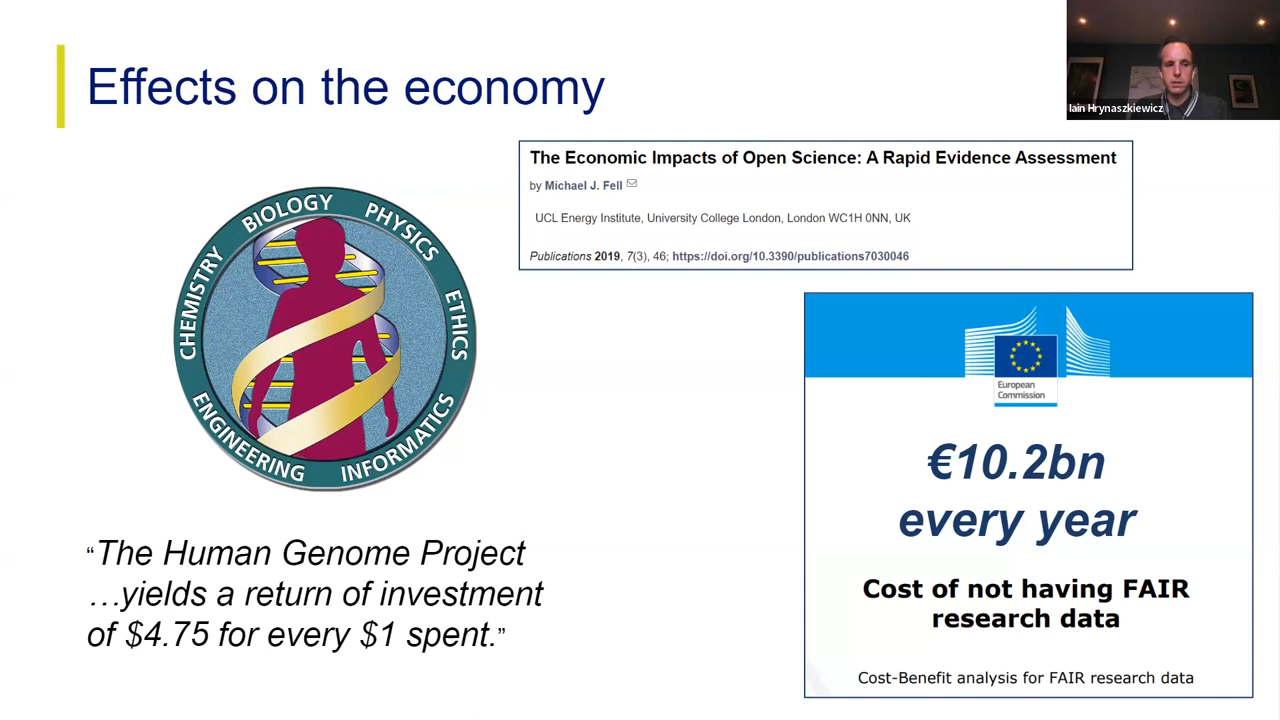 Effects on the economy
Iain Hrynaszkiewicz
The Economic Impacts of Open Science: A Rapid Evidence Assessment
by Michael J. Fell
UCL Energy Institute, University College London, London WC1H 0NN, UK
Publications 2019, 7(3), 46; https://doi.org/10.3390/publications7030046
CHEMISTRY BIOLOGY PHYSICS ETHICS
ENGINEERING INFORMATICS
European
Commission
€10.2bn
every year
Cost of not having FAIR
research data
Cost-Benefit analysis for FAIR research data
“The Human Genome Project
…yields a return of investment
of $4.75 for every $1 spent.”